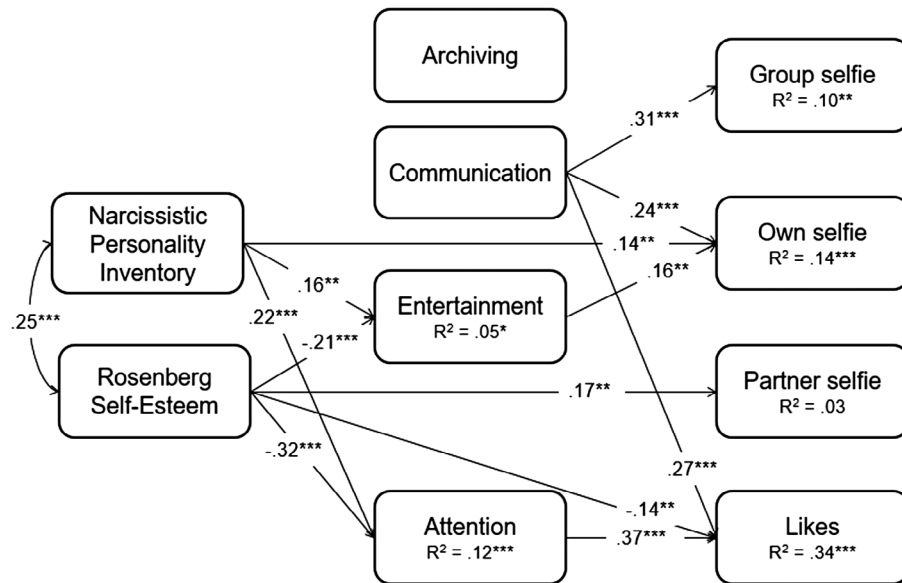 Archiving
Group selfie
R² = .10**
.31***
Communication
.24***
Narcissistic
Personality
Inventory
.14**
Own selfie
R² = .14***
.16**
.16**
.22***
Entertainment
R² = .05*
.25***
-.21***
Rosenberg
Self-Esteem
.17**
Partner selfie
R² = .03
-.32***
.27***
-.14**
Attention
R² = .12***
.37***
Likes
R² = .34***